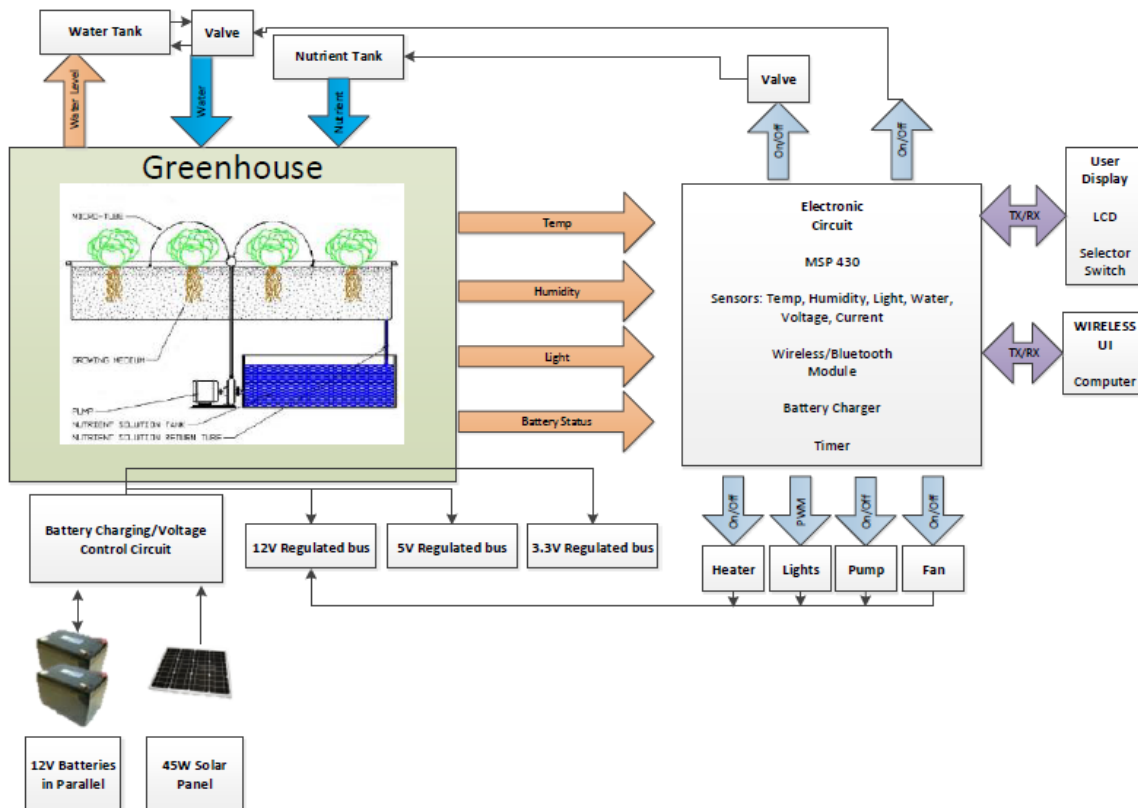 Water Tank
Valve
Nutrient Tank
Valve
Water Level
Water
Nutrient
On/Off
On/Off
Greenhouse
MICRO-TUBE
GROWING MEDIUM
PUMP
NUTRIENT SOLUTION TANK
NUTRIENT SOLUTION RETURN TUBE
Temp
Humidity
Light
Battery Status
Electronic
Circuit
MSP 430
Sensors: Temp, Humidity, Light, Water,
Voltage, Current
Wireless/Bluetooth
Module
Battery Charger
Timer
TX/RX
User
Display
LCD
Selector
Switch
TX/RX
WIRELESS
UI
Computer
On/Off
PWM
On/Off
On/Off
Heater
Lights
Pump
Fan
Battery Charging/Voltage
Control Circuit
12V Regulated bus
5V Regulated bus
3.3V Regulated bus
12V Batteries
in Parallel
45W Solar
Panel